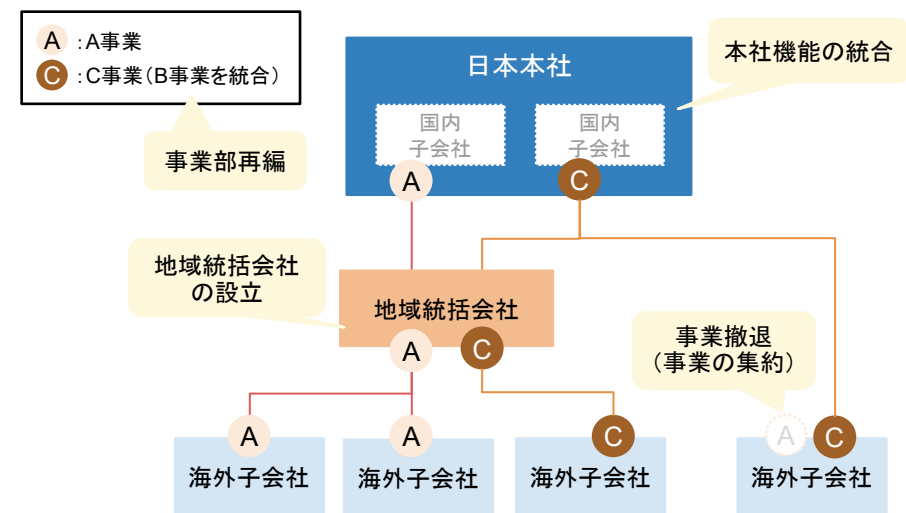 A :A事業
C :C事業(B事業を統合)
事業部再編
日本本社
本社機能の統合
国内
子会社
国内
子会社
A
C
地域統括会社
の設立
地域統括会社
A
C
事業撤退
(事業の集約)
A
A
C
A
C
海外子会社
海外子会社
海外子会社
海外子会社